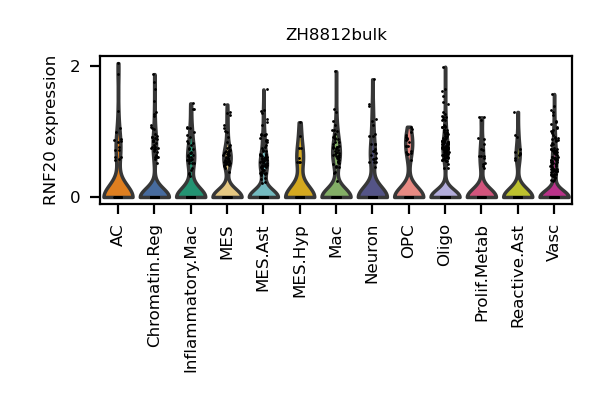 ZH8812bulk
RNF20 expression
2
0
AC
Chromatin.Reg
Inflammatory.Mac
MES
MES.Ast
MES.Hyp
Mac
Neuron
OPC
Oligo
Prolif.Metab
Reactive.Ast
Vasc